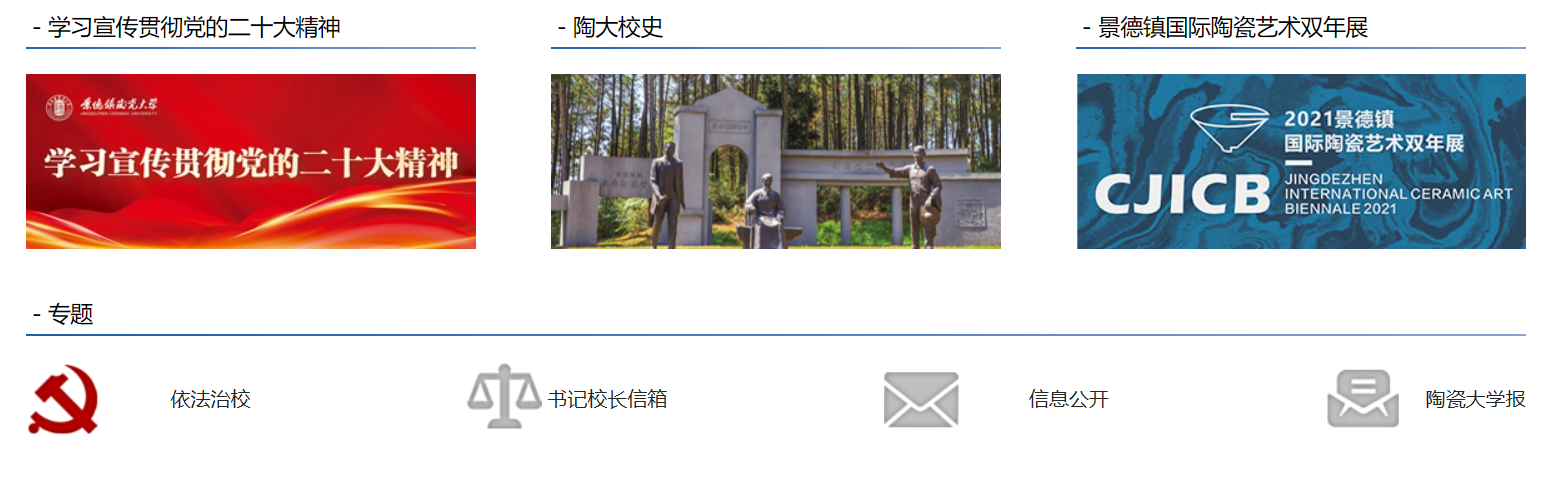 - 学习宣传贯彻党的二十大精神
- 陶大校史
- 景德镇国际陶瓷艺术双年展
景德镇陶瓷大学
JINGDEZHEN CERAMIC UNIVERSITY
学习宣传贯彻党的二十大精神
2021景德镇
国际陶瓷艺术双年展
CJICB
JINGDEZHEN
INTERNATIONAL CERAMIC ART
BIENNALE 2021
- 专题
依法治校
书记校长信箱
信息公开
陶瓷大学报